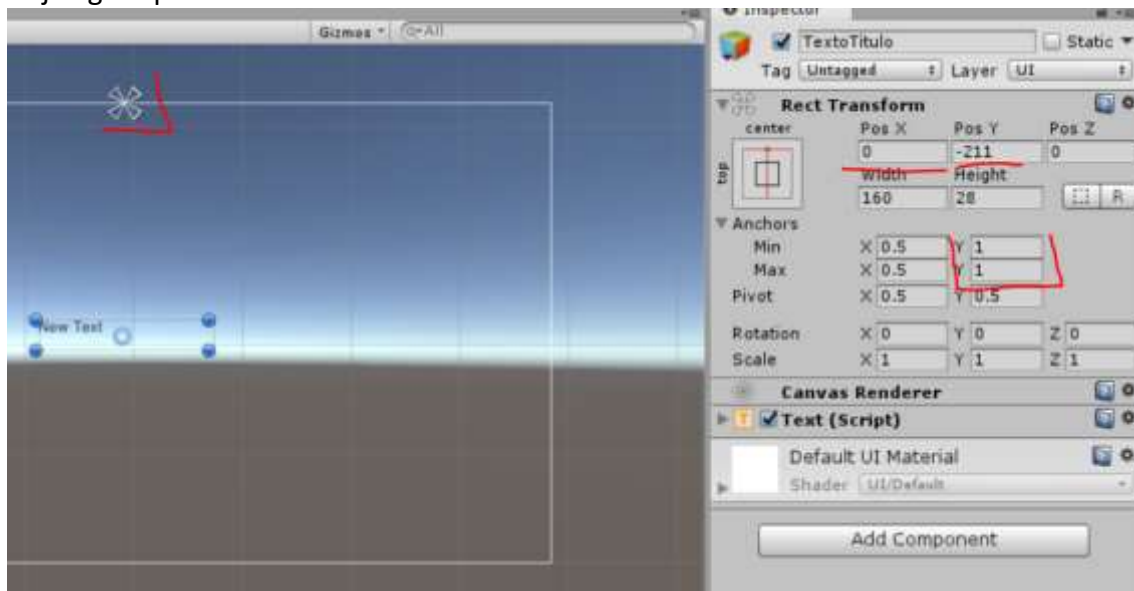 Inspector
Gizmos
All
TextoTitulo
Static
Tag Untagged
Layer UI
Rect Transform
center
Pos X Pos Y Pos Z
0 -211 0
top
Width Height
160 28
R
Anchors
Min X 0.5 Y 1
Max X 0.5 Y 1
Pivot X 0.5 Y 0.5
New Text
Rotation X 0 Y 0 Z 0
Scale X 1 Y 1 Z 1
Canvas Renderer
T Text (Script)
Default UI Material
Shader UI/Default
Add Component